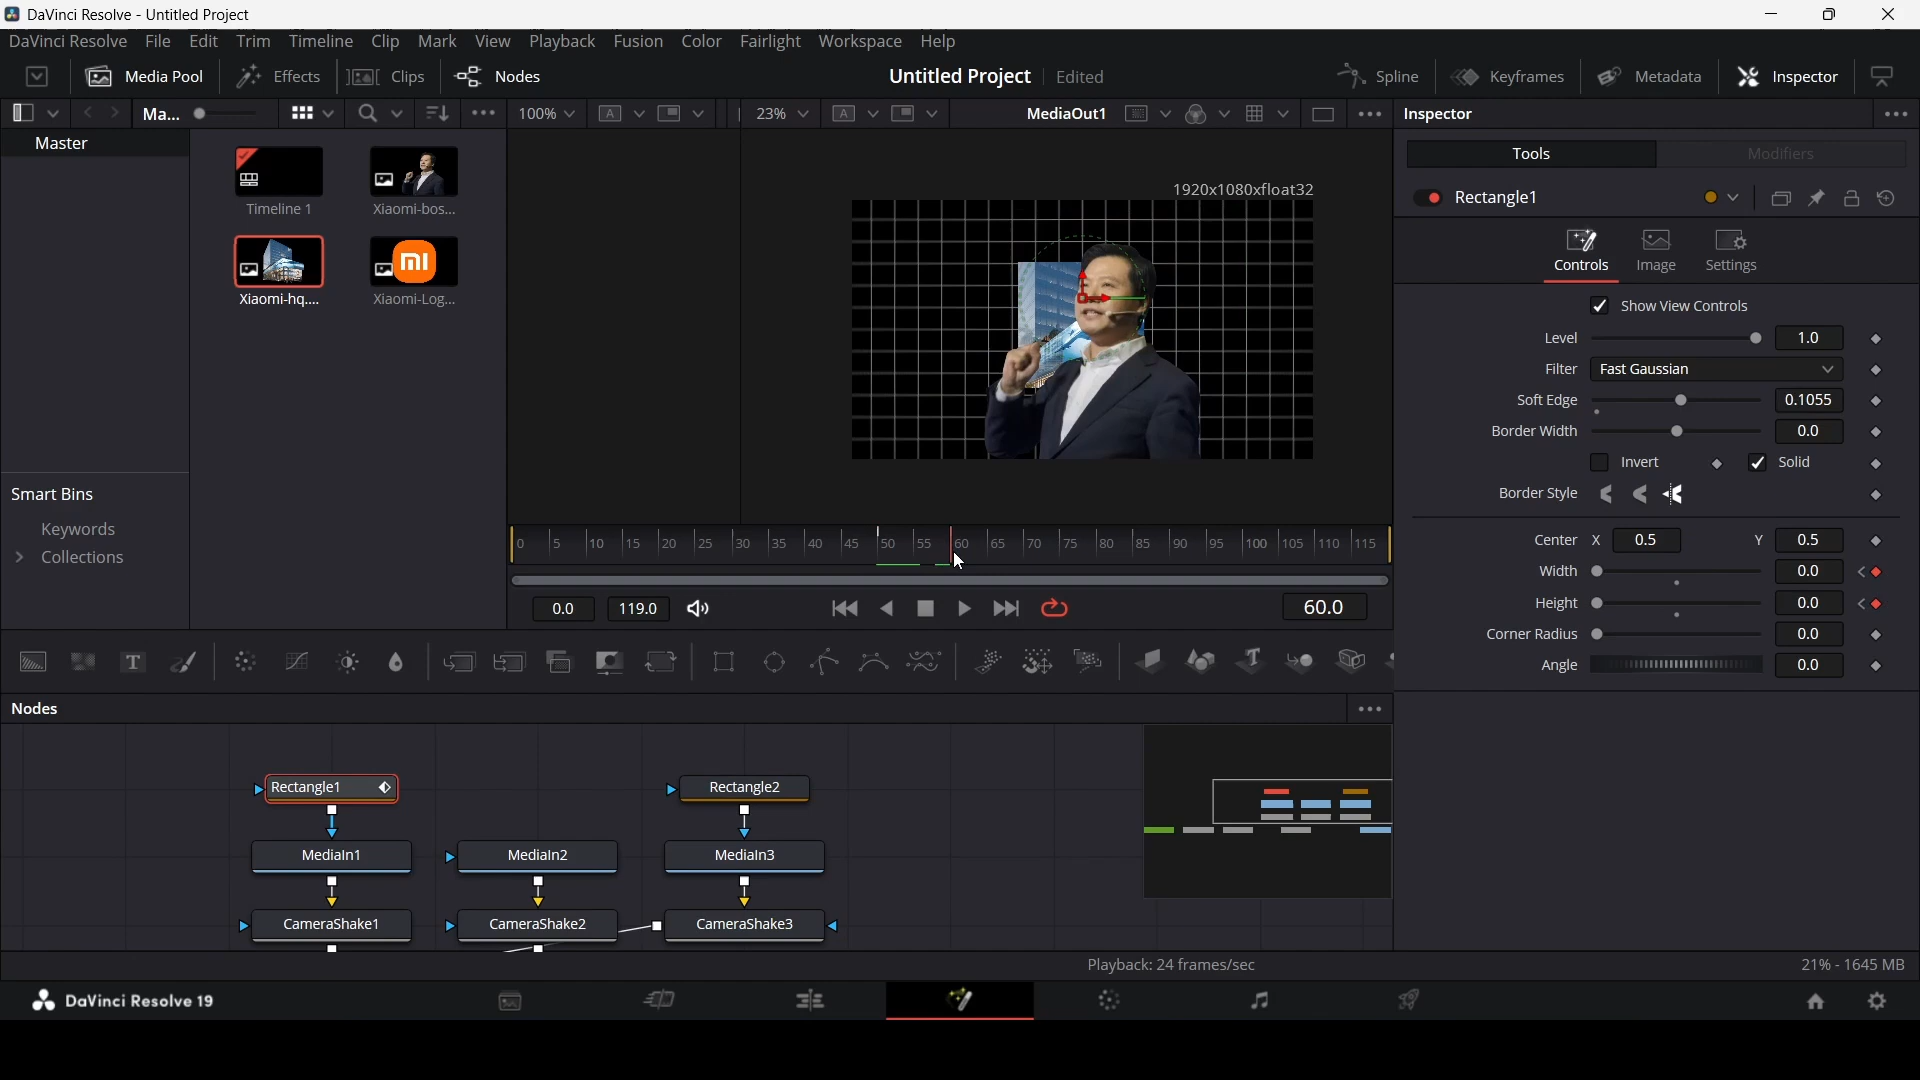 DaVinci Resolve - Untitled Project
DaVinci Resolve File Edit Trim Timeline Clip Mark View Playback Fusion Color Fairlight Workspace Help
Media Pool Effects Clips Nodes Untitled Project Edited Spline Keyframes Metadata Inspector
Ma... 100% A 23% A MediaOut1 Inspector
Master
Tools Modifiers
Timeline 1 Xiaomi-bos...
Xiaomi-hq.... Xiaomi-Log...
mi
1920x1080xfloat32
Rectangle1
Controls Image Settings
Show View Controls
Level 1.0
Filter Fast Gaussian
Soft Edge 0.1055
Border Width 0.0
Invert Solid
Border Style
Center X 0.5 Y 0.5
Width 0.0
Height 0.0
Corner Radius 0.0
Angle 0.0
Smart Bins
Keywords
Collections
0 5 10 15 20 25 30 35 40 45 50 55 60 65 70 75 80 85 90 95 100 105 110 115
0.0 119.0 60.0
T T
Nodes
Rectangle1 Rectangle2
MediaIn1 MediaIn2 MediaIn3
CameraShake1 CameraShake2 CameraShake3
Playback: 24 frames/sec 21% - 1645 MB
DaVinci Resolve 19